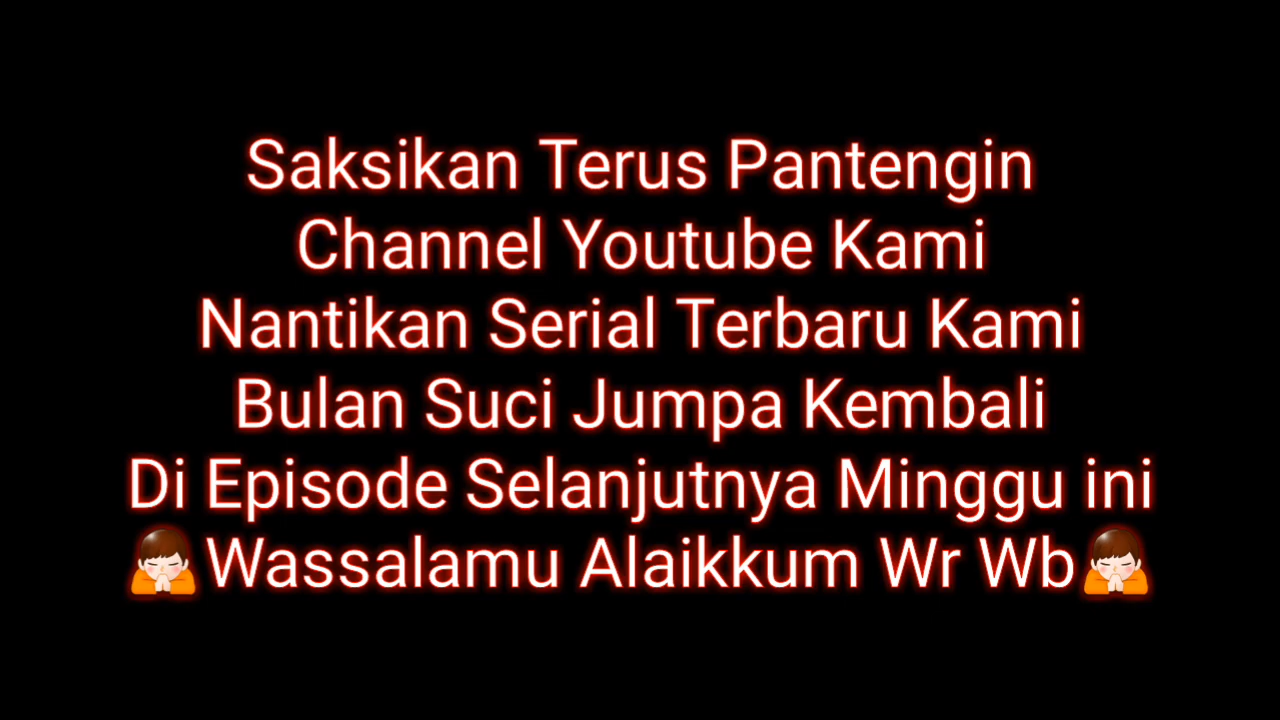 Saksikan Terus Pantengin
Channel Youtube Kami
Nantikan Serial Terbaru Kami
Bulan Suci Jumpa Kembali
Di Episode Selanjutnya Minggu ini
🙏Wassalamu Alaikkum Wr Wb🙏